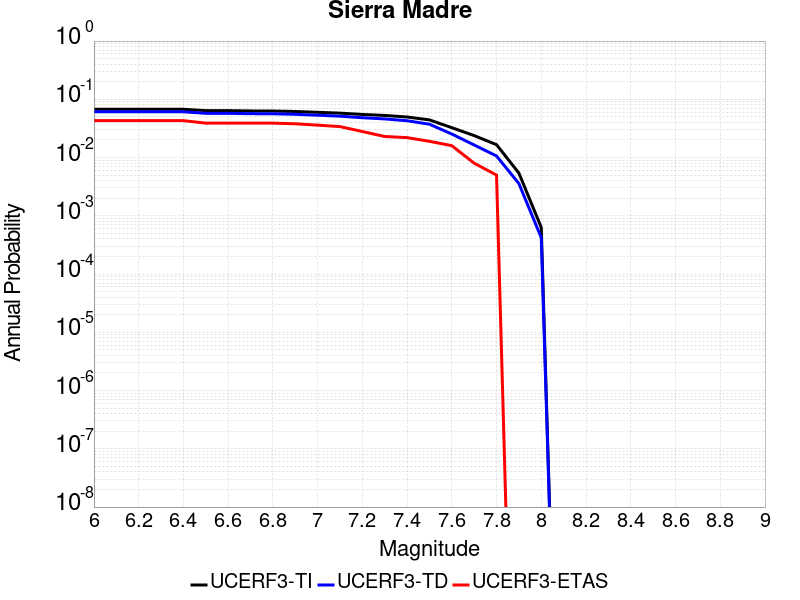 Sierra Madre
10^0
10^-1
10^-2
10^-3
10^-4
10^-5
10^-6
10^-7
10^-8
Annual Probability
6 6.2 6.4 6.6 6.8 7 7.2 7.4 7.6 7.8 8 8.2 8.4 8.6 8.8 9
Magnitude
UCERF3-TI UCERF3-TD UCERF3-ETAS